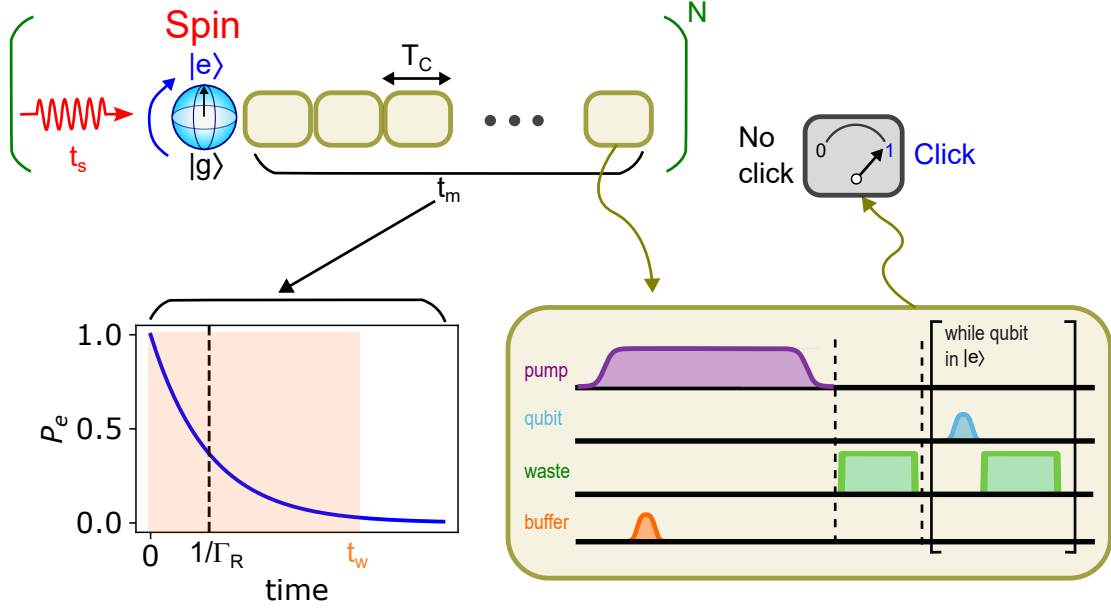 N
Spin
|e⟩
T_C
t_s
|g⟩
t_m
No click
0
1
Click
1.0
0.5
0.0
P_e
0
1/Γ_R
t_w
time
pump
qubit
waste
buffer
while qubit
in |e⟩